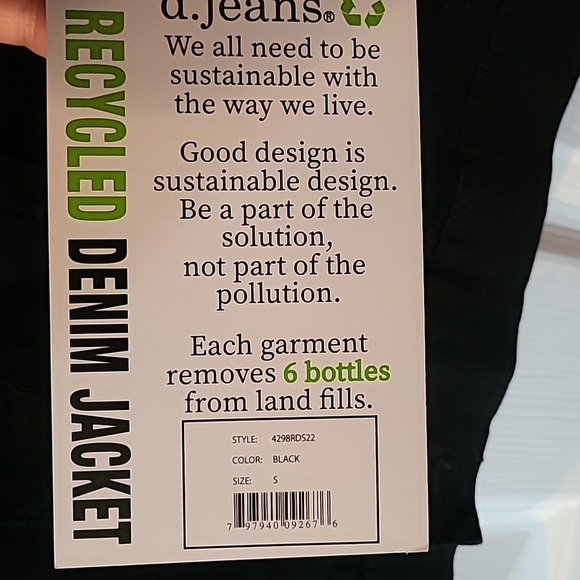 d.jeans®
We all need to be
sustainable with
the way we live.
Good design is
sustainable design.
Be a part of the
solution,
not part of the
pollution.
Each garment
removes 6 bottles
from land fills.
STYLE: 4298RDS22
COLOR: BLACK
SIZE: S
7 97940 09267 6
RECYCLED DENIM JACKET